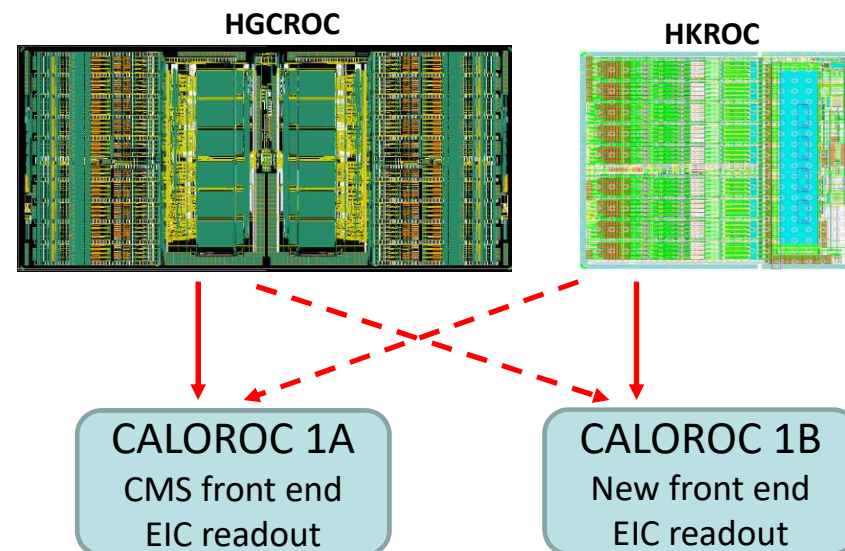 HGCROC
HKROC
CALOROC 1A
CMS front end
EIC readout
CALOROC 1B
New front end
EIC readout